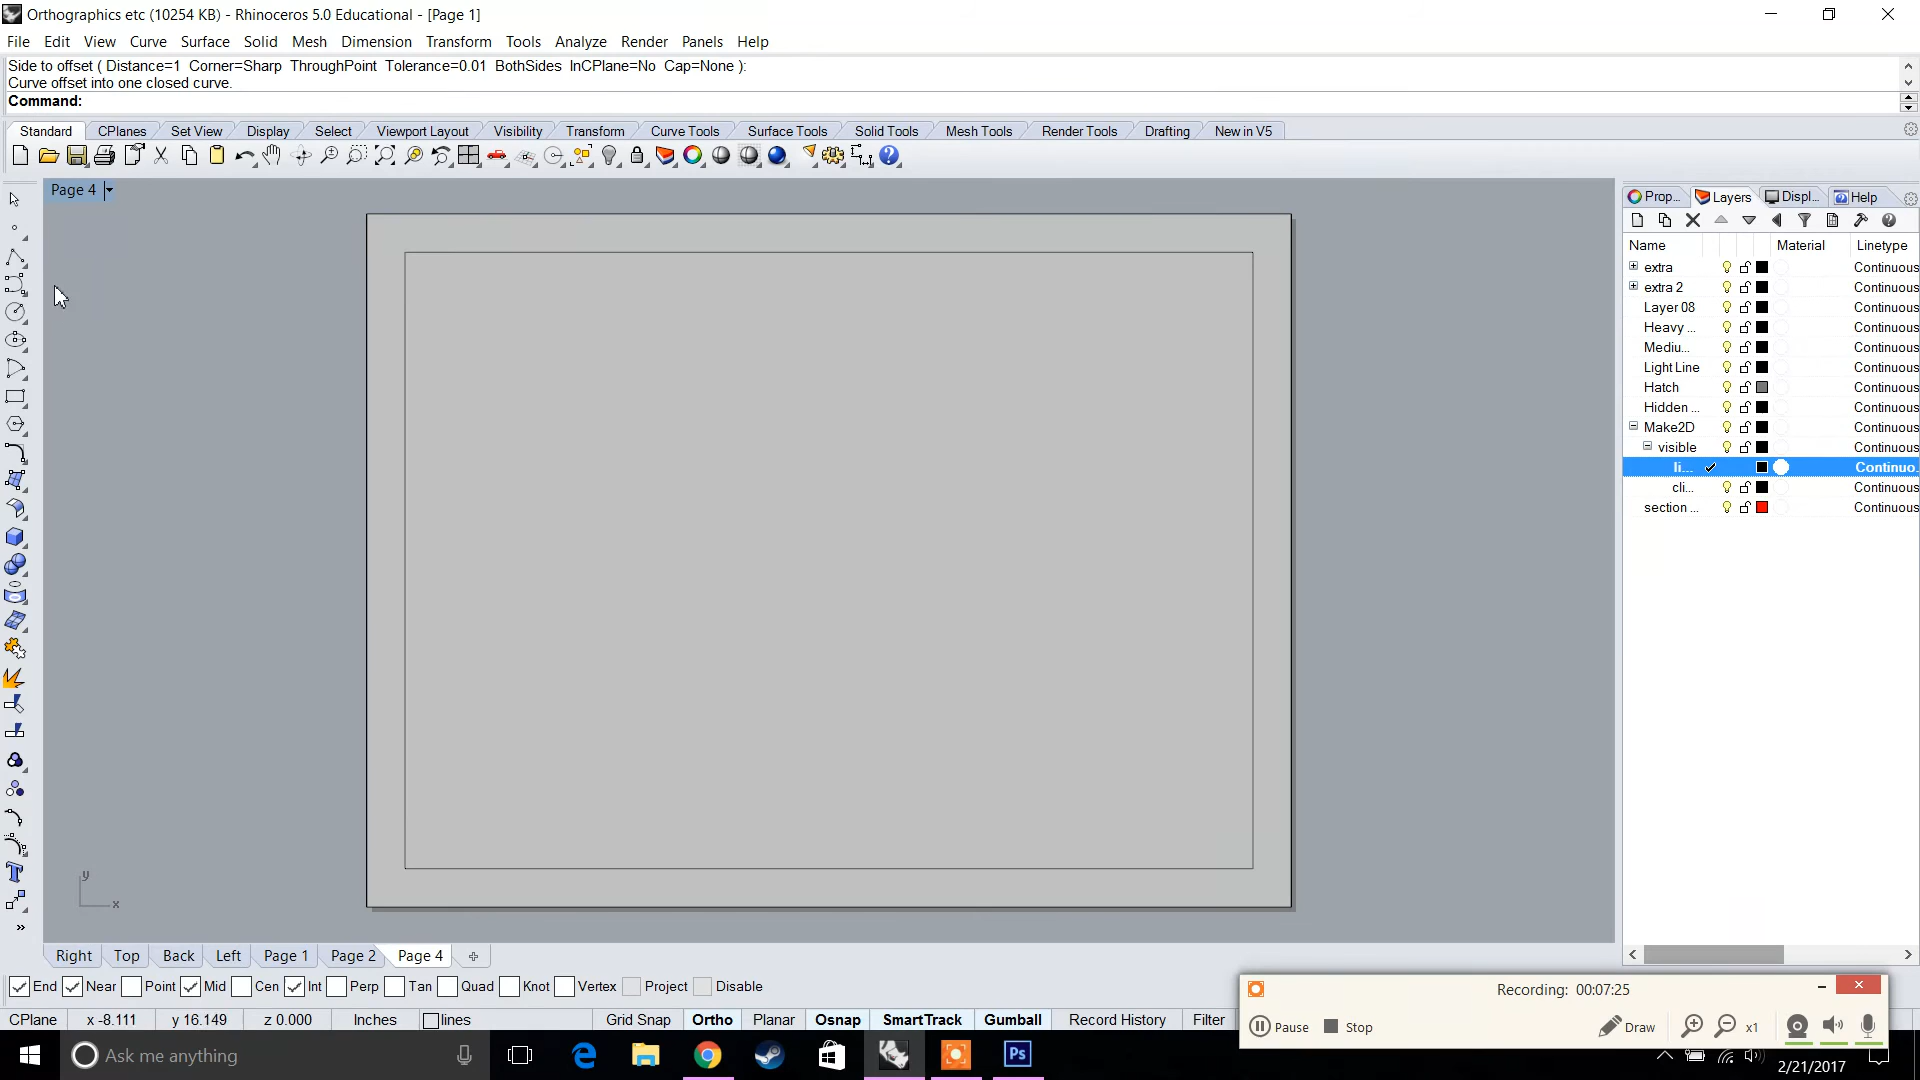 Orthographics etc (10254 KB) - Rhinoceros 5.0 Educational - [Page 1]
File Edit View Curve Surface Solid Mesh Dimension Transform Tools Analyze Render Panels Help
Side to offset ( Distance=1 Corner=Sharp ThroughPoint Tolerance=0.01 BothSides InCPlane=No Cap=None ):
Curve offset into one closed curve.
Command:
Standard CPlanes Set View Display Select Viewport Layout Visibility Transform Curve Tools Surface Tools Solid Tools Mesh Tools Render Tools Drafting New in V5
Page 4
Prop... Layers Displ... Help
Name Material Linetype
extra Continuous
extra 2 Continuous
Layer 08 Continuous
Heavy ... Continuous
Mediu... Continuous
Light Line Continuous
Hatch Continuous
Hidden ... Continuous
Make2D Continuous
visible Continuous
li... Continuo...
cli... Continuous
section ... Continuous
y
x
Right Top Back Left Page 1 Page 2 Page 4
End Near Point Mid Cen Int Perp Tan Quad Knot Vertex Project Disable
CPlane x -8.111 y 16.149 z 0.000 Inches lines Grid Snap Ortho Planar Osnap SmartTrack Gumball Record History Filter
Recording: 00:07:25
Pause Stop Draw x1
Ask me anything
Ps
2/21/2017